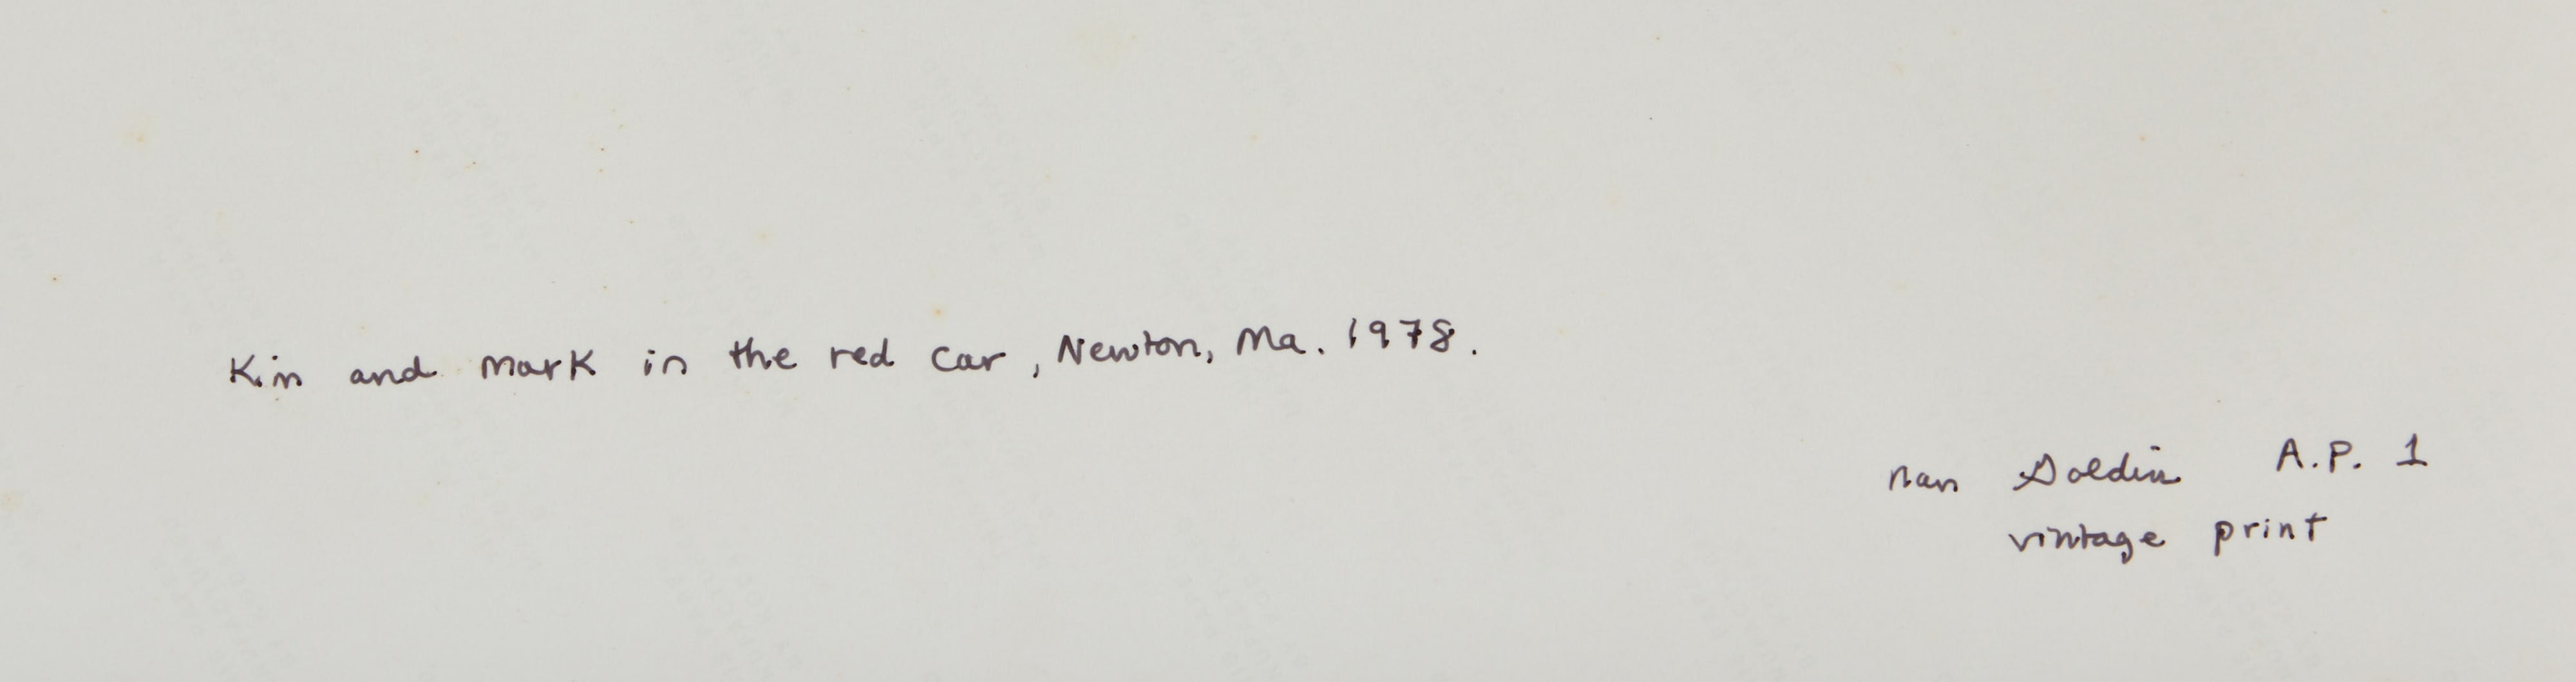 Kim and Mark in the red car, Newton, Ma. 1978.
nan Goldin A.P. 1
vintage print